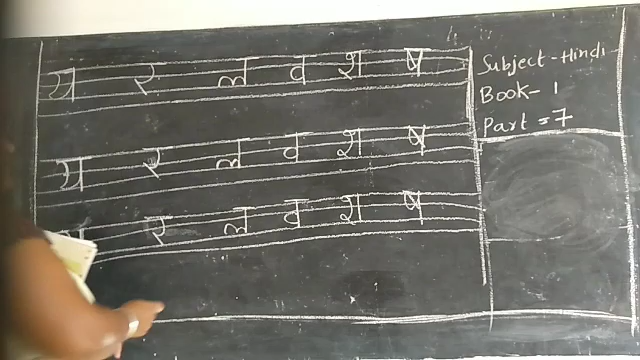 य र ल व श ष
य र ल व श ष
य र ल व श ष
Subject - Hindi
Book - 1
Part = 7